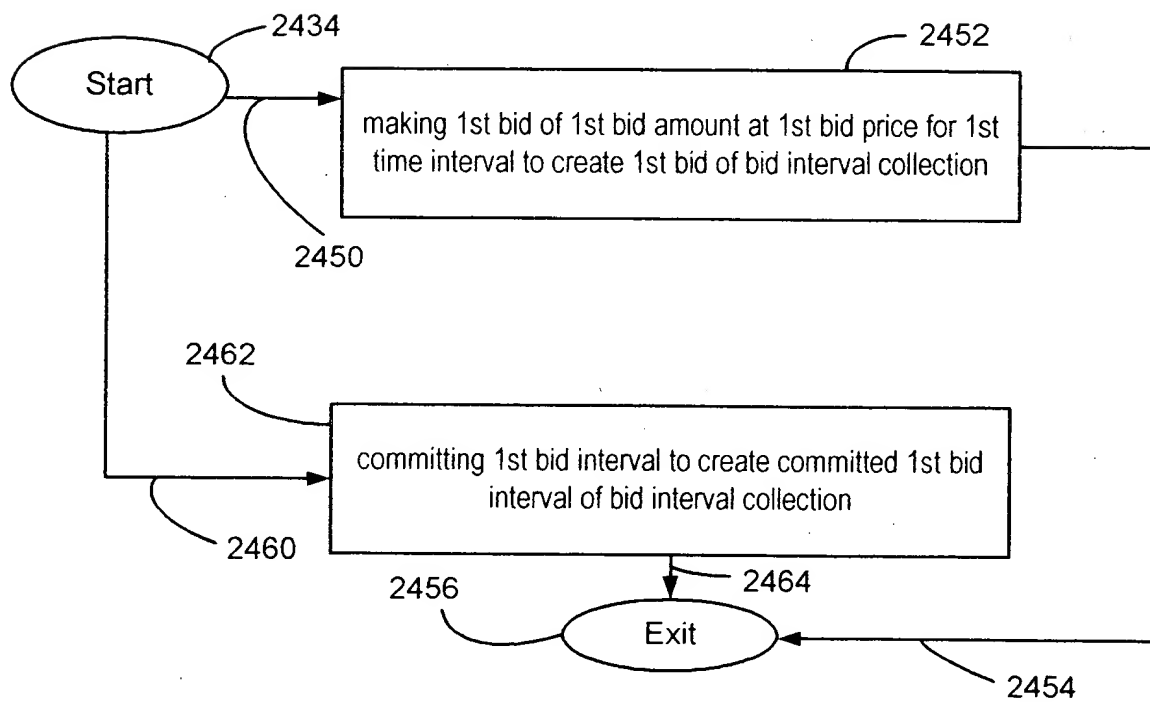 2434
Start
2452
making 1st bid of 1st bid amount at 1st bid price for 1st
time interval to create 1st bid of bid interval collection
2450
2462
committing 1st bid interval to create committed 1st bid
interval of bid interval collection
2460
2464
2456
Exit
2454